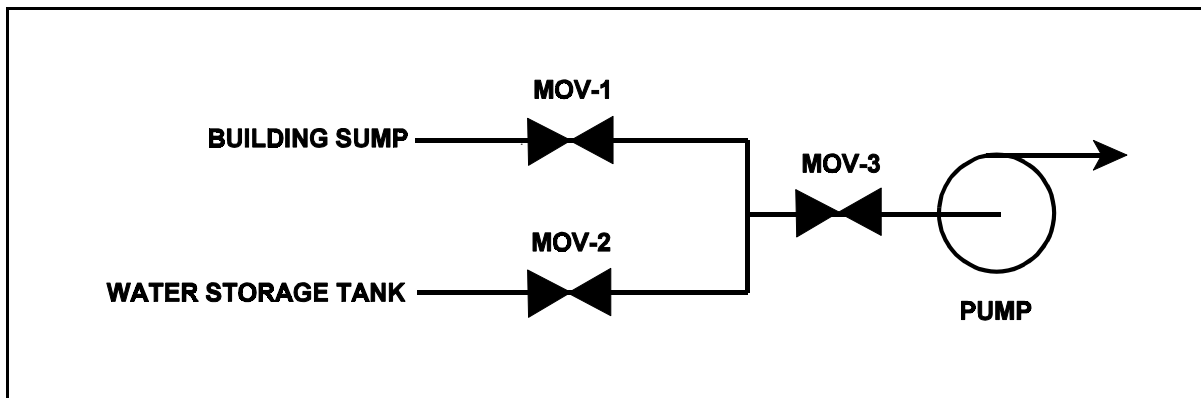 MOV-1
BUILDING SUMP
MOV-3
MOV-2
WATER STORAGE TANK
PUMP